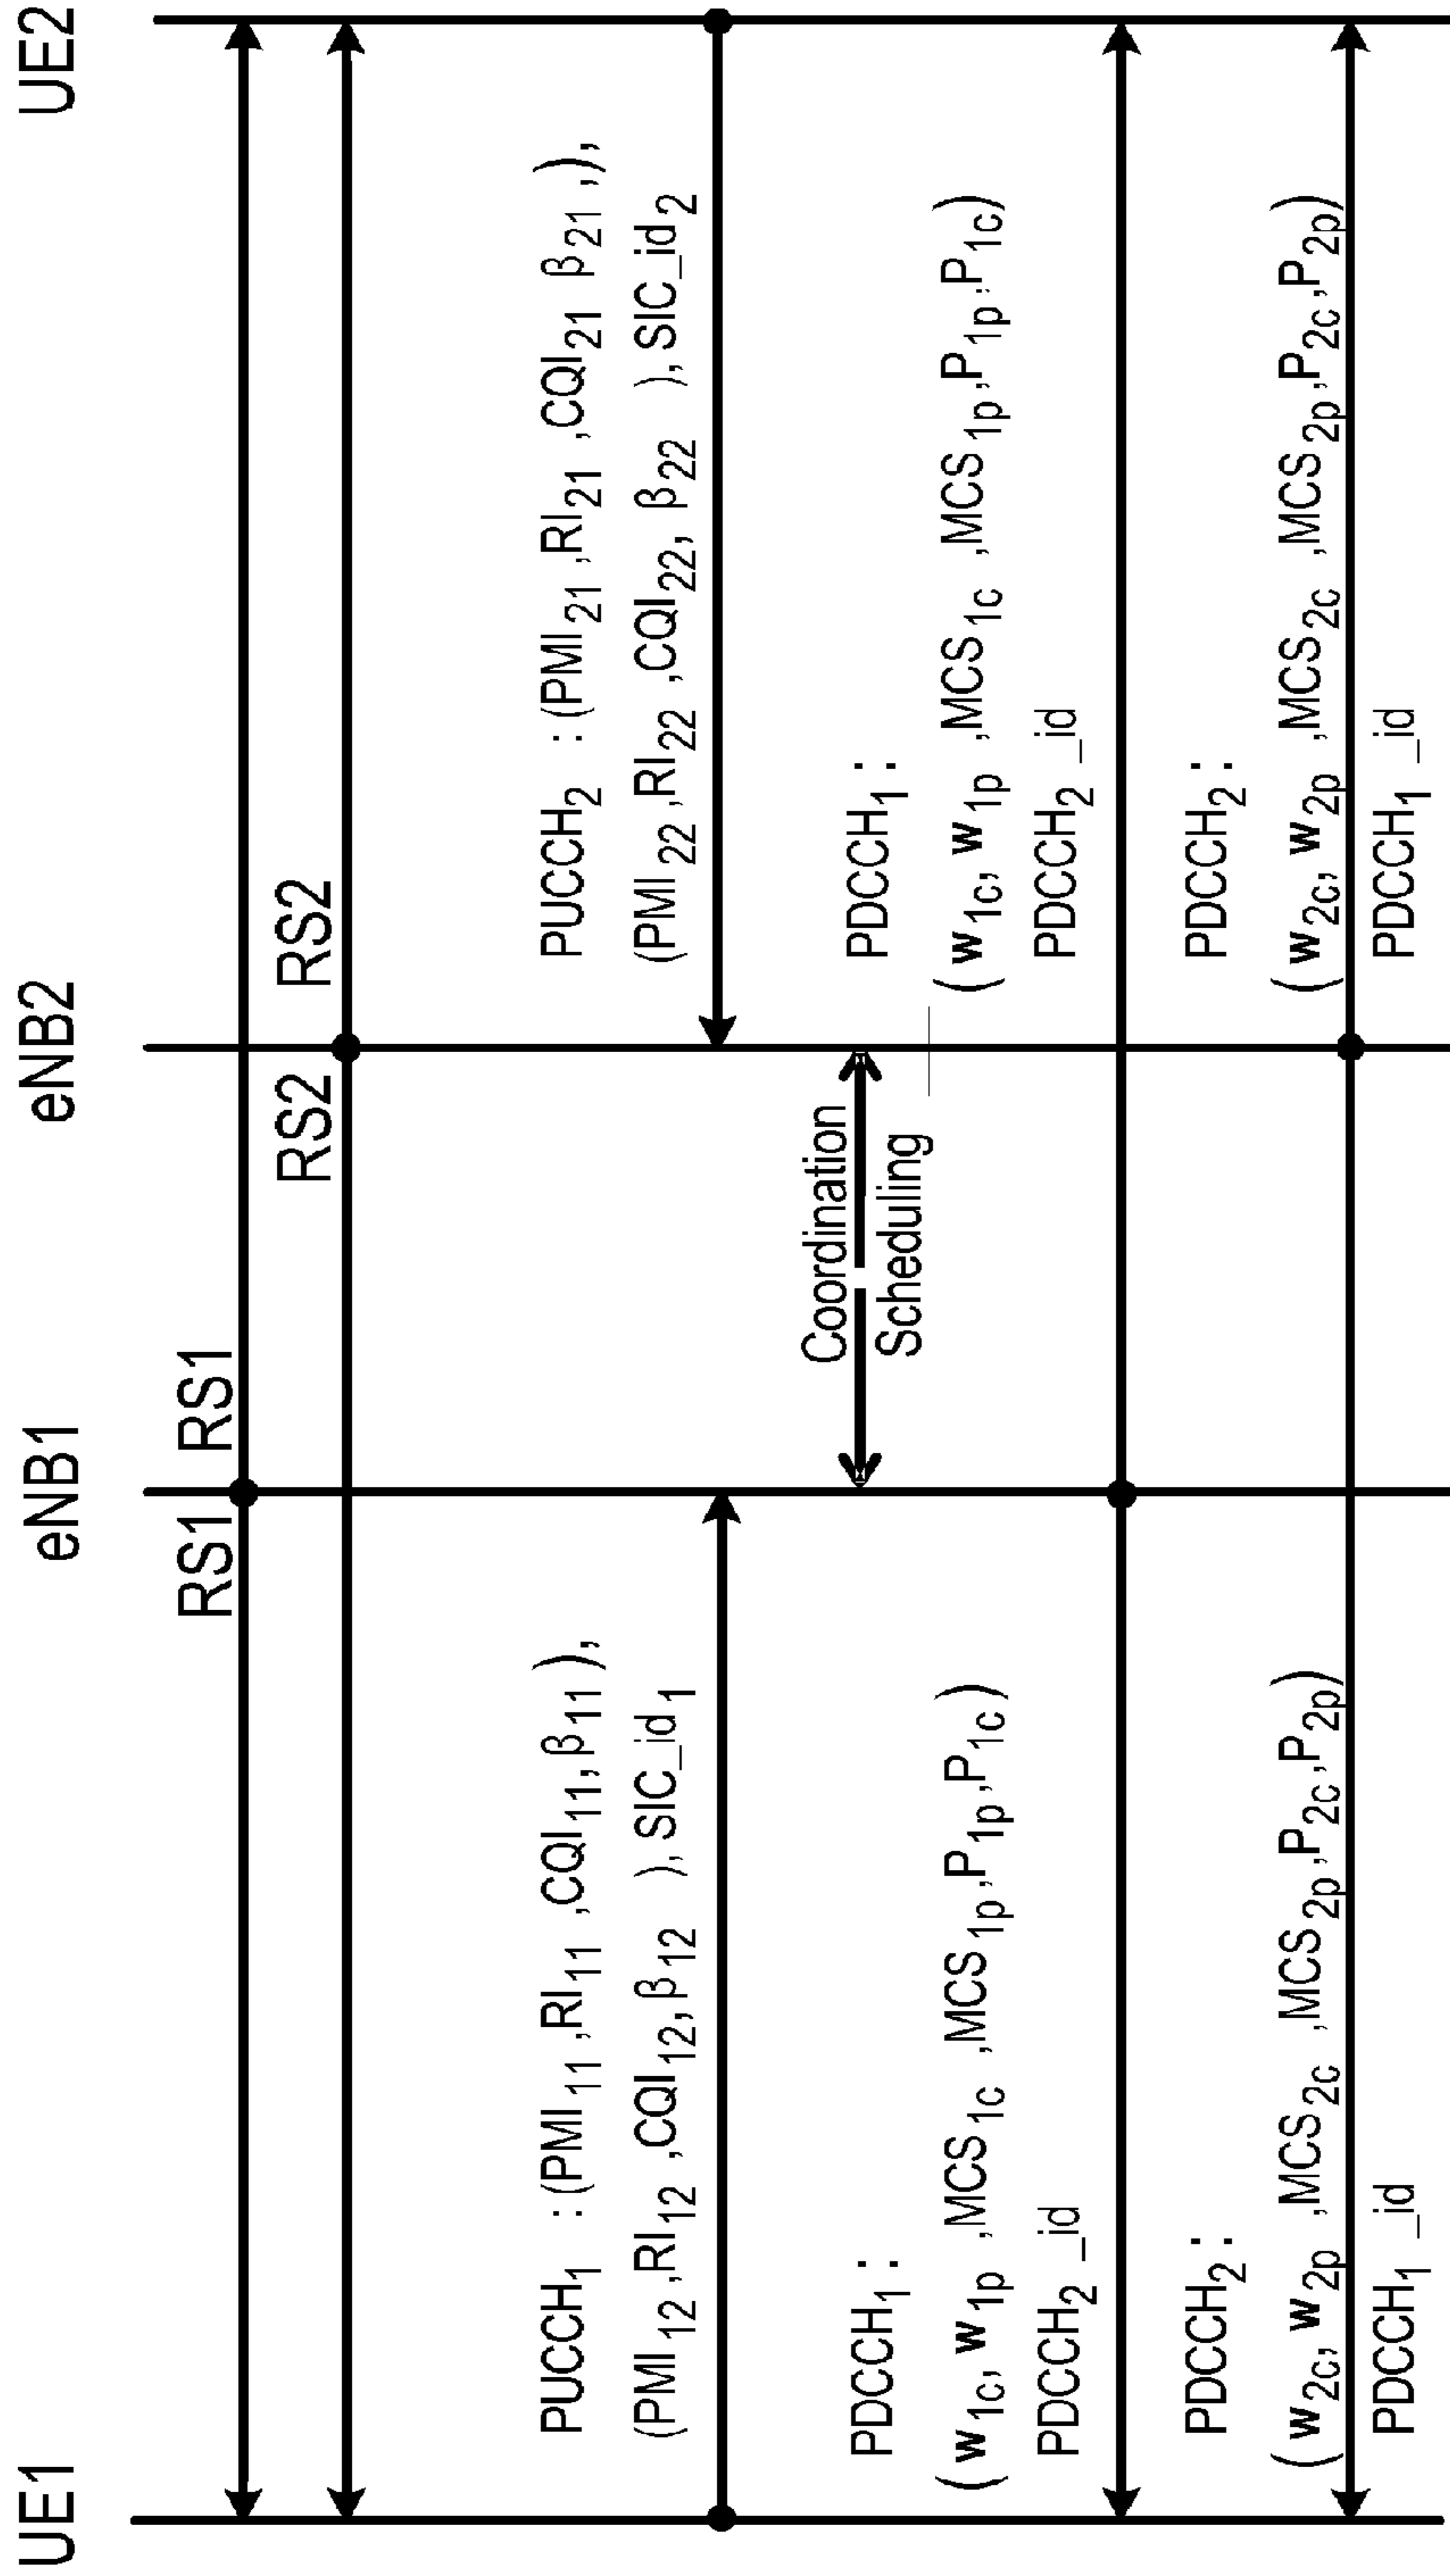 UE1
eNB1
eNB2
UE2
RS1
RS1
RS2
RS2
PUCCH₁ : (PMI₁₁ ,RI₁₁ ,CQI₁₁, β₁₁ ),
(PMI₁₂ ,RI₁₂ ,CQI₁₂, β₁₂ ), SIC_id₁
PUCCH₂ : (PMI₂₁ ,RI₂₁ ,CQI₂₁ β₂₁ ,),
(PMI₂₂ ,RI₂₂ ,CQI₂₂, β₂₂ ), SIC_id₂
Coordination
Scheduling
PDCCH₁ :
( w₁c, w₁p ,MCS₁c ,MCS₁p ,P₁p ,P₁c)
PDCCH₂ _id
PDCCH₁ :
( w₁c, w₁p ,MCS₁c ,MCS₁p ,P₁p ,P₁c)
PDCCH₂ _id
PDCCH₂ :
( w₂c, w₂p ,MCS₂c ,MCS₂p ,P₂c ,P₂p)
PDCCH₁ _id
PDCCH₂ :
( w₂c, w₂p ,MCS₂c ,MCS₂p ,P₂c ,P₂p)
PDCCH₁ _id